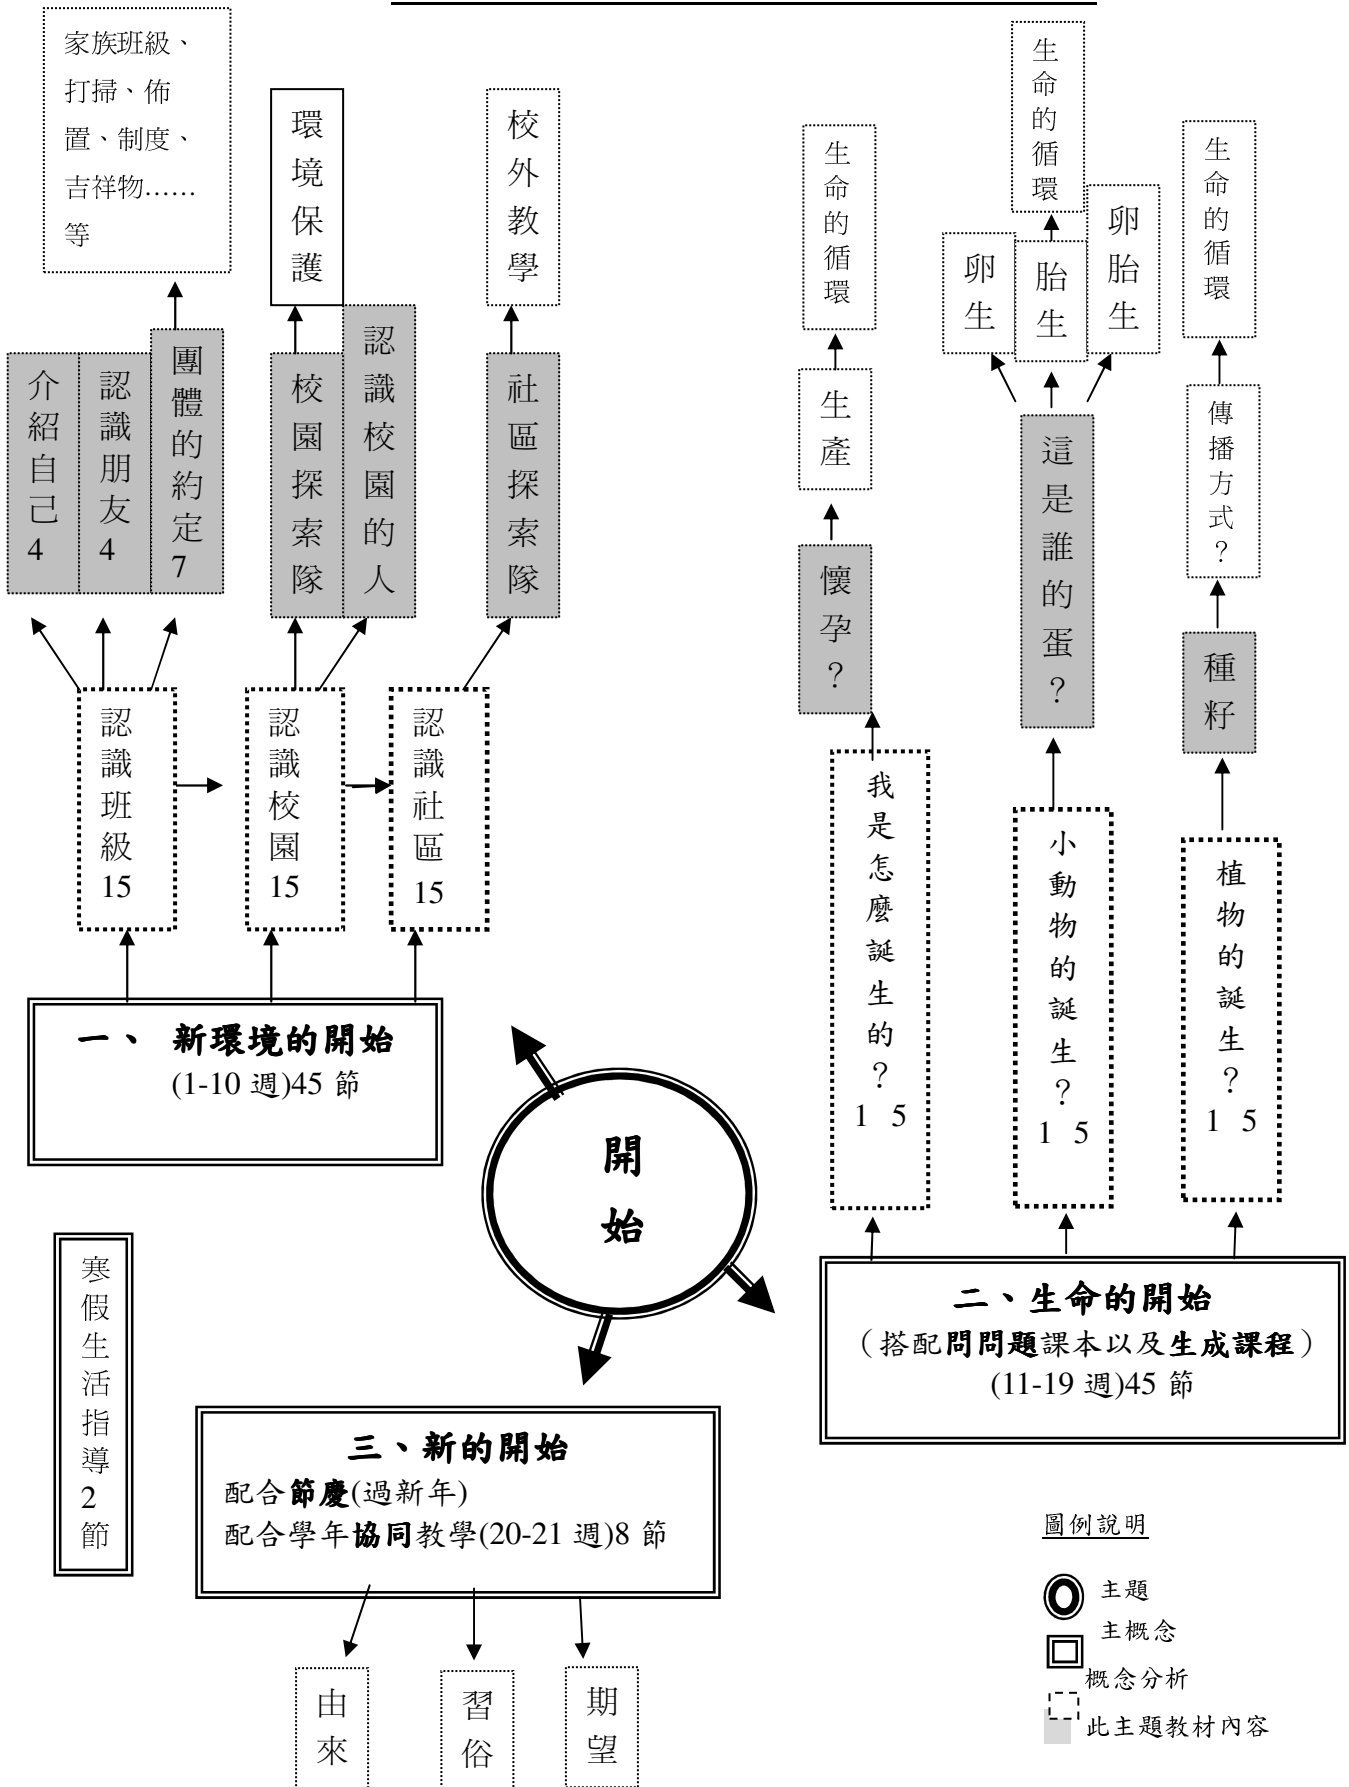 家族班級、
打掃、佈
置、制度、
吉祥物……
等
環境保護
校外教學
生命的循環
生命的循環
生命的循環
卵生
胎生
卵胎生
介紹自己4
認識朋友4
團體的約定7
校園探索隊
認識校園的人
社區探索隊
生產
傳播方式?
懷孕?
這是誰的蛋?
種籽
認識班級15
認識校園15
認識社區15
我是怎麼誕生的?15
小動物的誕生?15
植物的誕生?15
一、 新環境的開始
(1-10 週)45 節
開始
二、生命的開始
(搭配問問題課本以及生成課程)
(11-19 週)45 節
寒假生活指導2節
三、新的開始
配合節慶(過新年)
配合學年協同教學(20-21 週)8 節
由來
習俗
期望
圖例說明
主題
主概念
概念分析
此主題教材內容